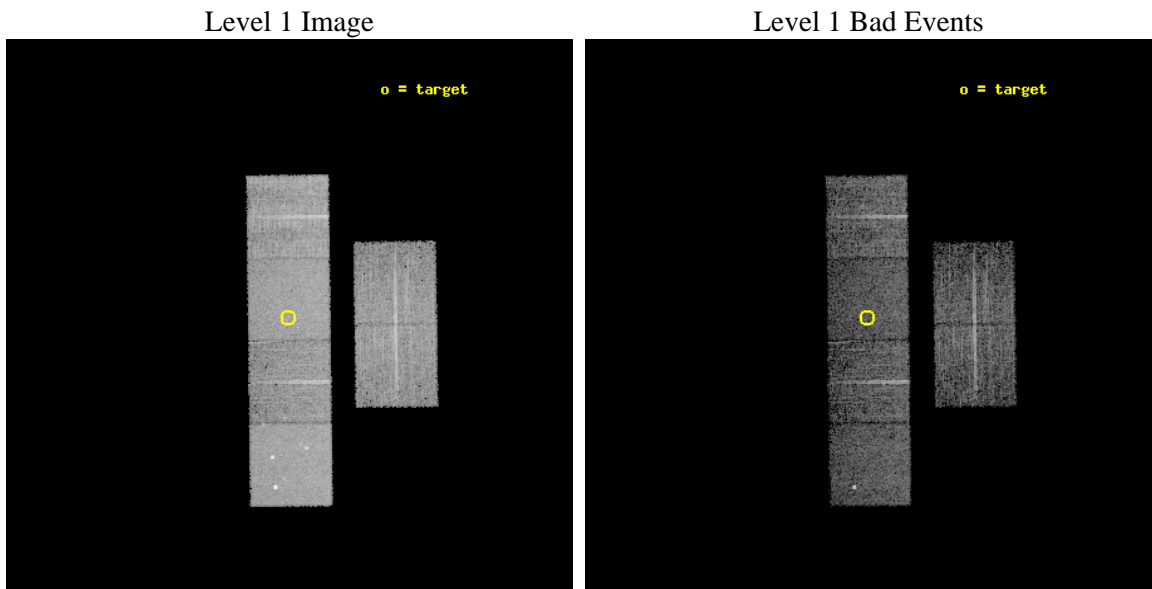 Level 1 Image
Level 1 Bad Events
o = target
o = target